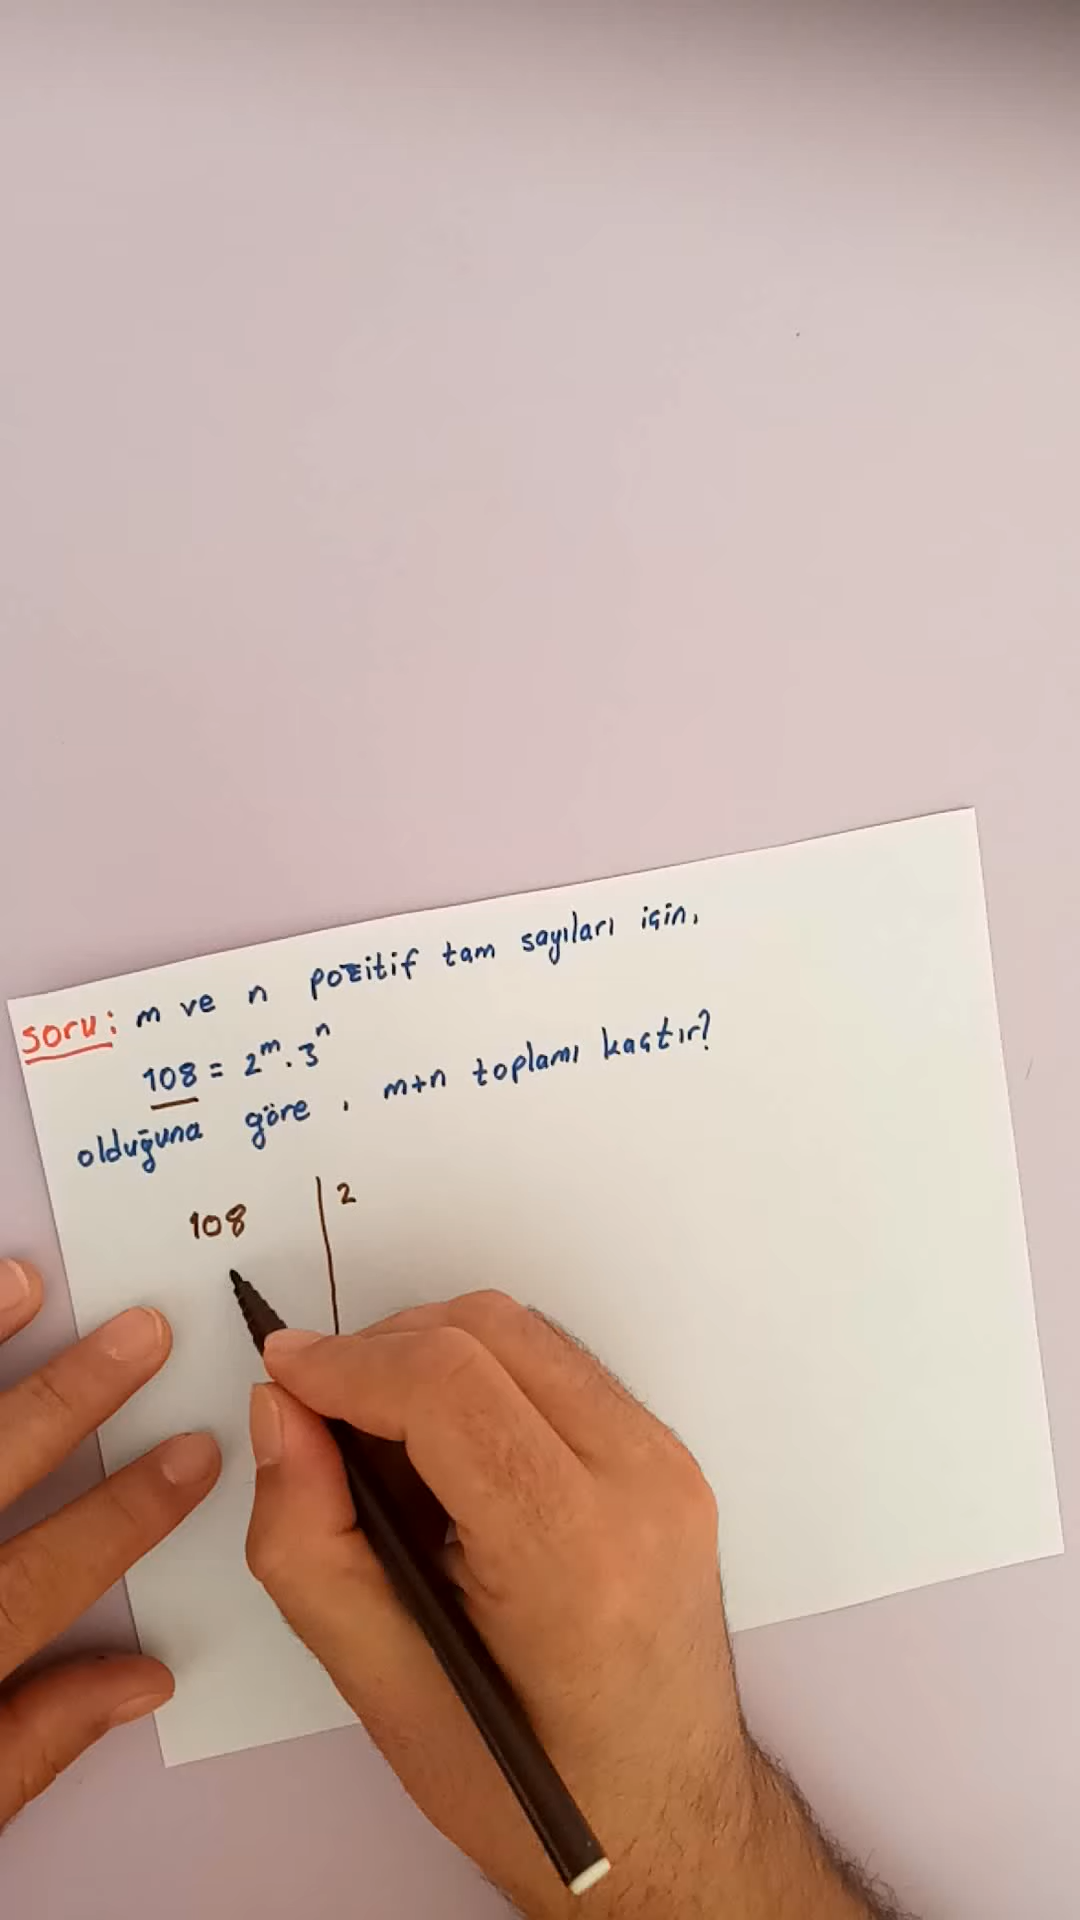 soru: m ve n pozitif tam sayıları için,
108 = 2^m . 3^n
olduğuna göre, m+n toplamı kaçtır?
108 | 2